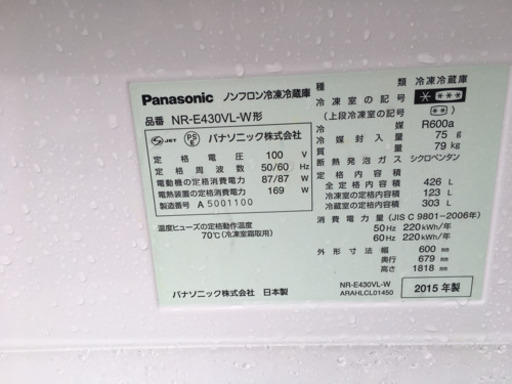 Panasonic ノンフロン冷凍冷蔵庫
品番 NR-E430VL-W形
JET PS E パナソニック株式会社
定格電圧 100 V
定格周波数 50/60 Hz
電動機の定格消費電力 87/87 W
電熱装置の定格消費電力 169 W
製造番号 A 5001100
温度ヒューズの定格動作温度
70℃(冷凍室霜取用)
パナソニック株式会社 日本製
種類 冷凍冷蔵庫
冷凍室の記号
(上段冷凍室の記号 )
冷媒 R600a
冷媒封入量 75 g
質量 79 kg
断熱発泡ガス シクロペンタン
定格内容積
全定格内容積 426 L
冷凍室の定格内容積 123 L
冷蔵室の定格内容積 303 L
消費電力量 (JIS C 9801-2006年)
50 Hz 220 kWh/年
60 Hz 220 kWh/年
外形寸法 幅 600 mm
奥行 679 mm
高さ 1818 mm
NR-E430VL-W
ARAHLCL01450
2015 年製